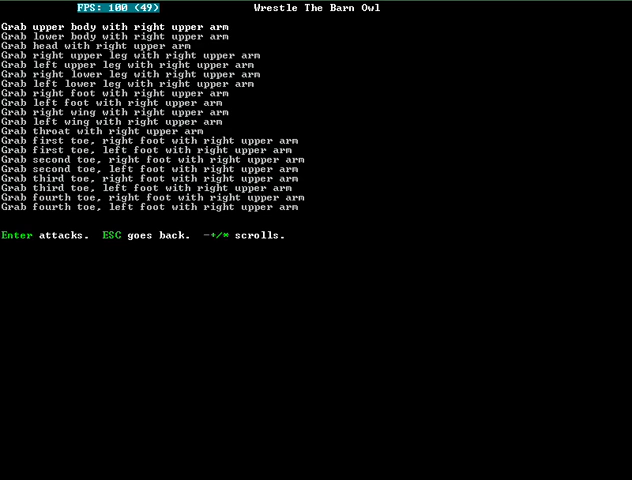 FPS: 100 (49) Wrestle The Barn Owl
Grab upper body with right upper arm
Grab lower body with right upper arm
Grab head with right upper arm
Grab right upper leg with right upper arm
Grab left upper leg with right upper arm
Grab right lower leg with right upper arm
Grab left lower leg with right upper arm
Grab right foot with right upper arm
Grab left foot with right upper arm
Grab right wing with right upper arm
Grab left wing with right upper arm
Grab throat with right upper arm
Grab first toe, right foot with right upper arm
Grab first toe, left foot with right upper arm
Grab second toe, right foot with right upper arm
Grab second toe, left foot with right upper arm
Grab third toe, right foot with right upper arm
Grab third toe, left foot with right upper arm
Grab fourth toe, right foot with right upper arm
Grab fourth toe, left foot with right upper arm
Enter attacks. ESC goes back. -+/* scrolls.